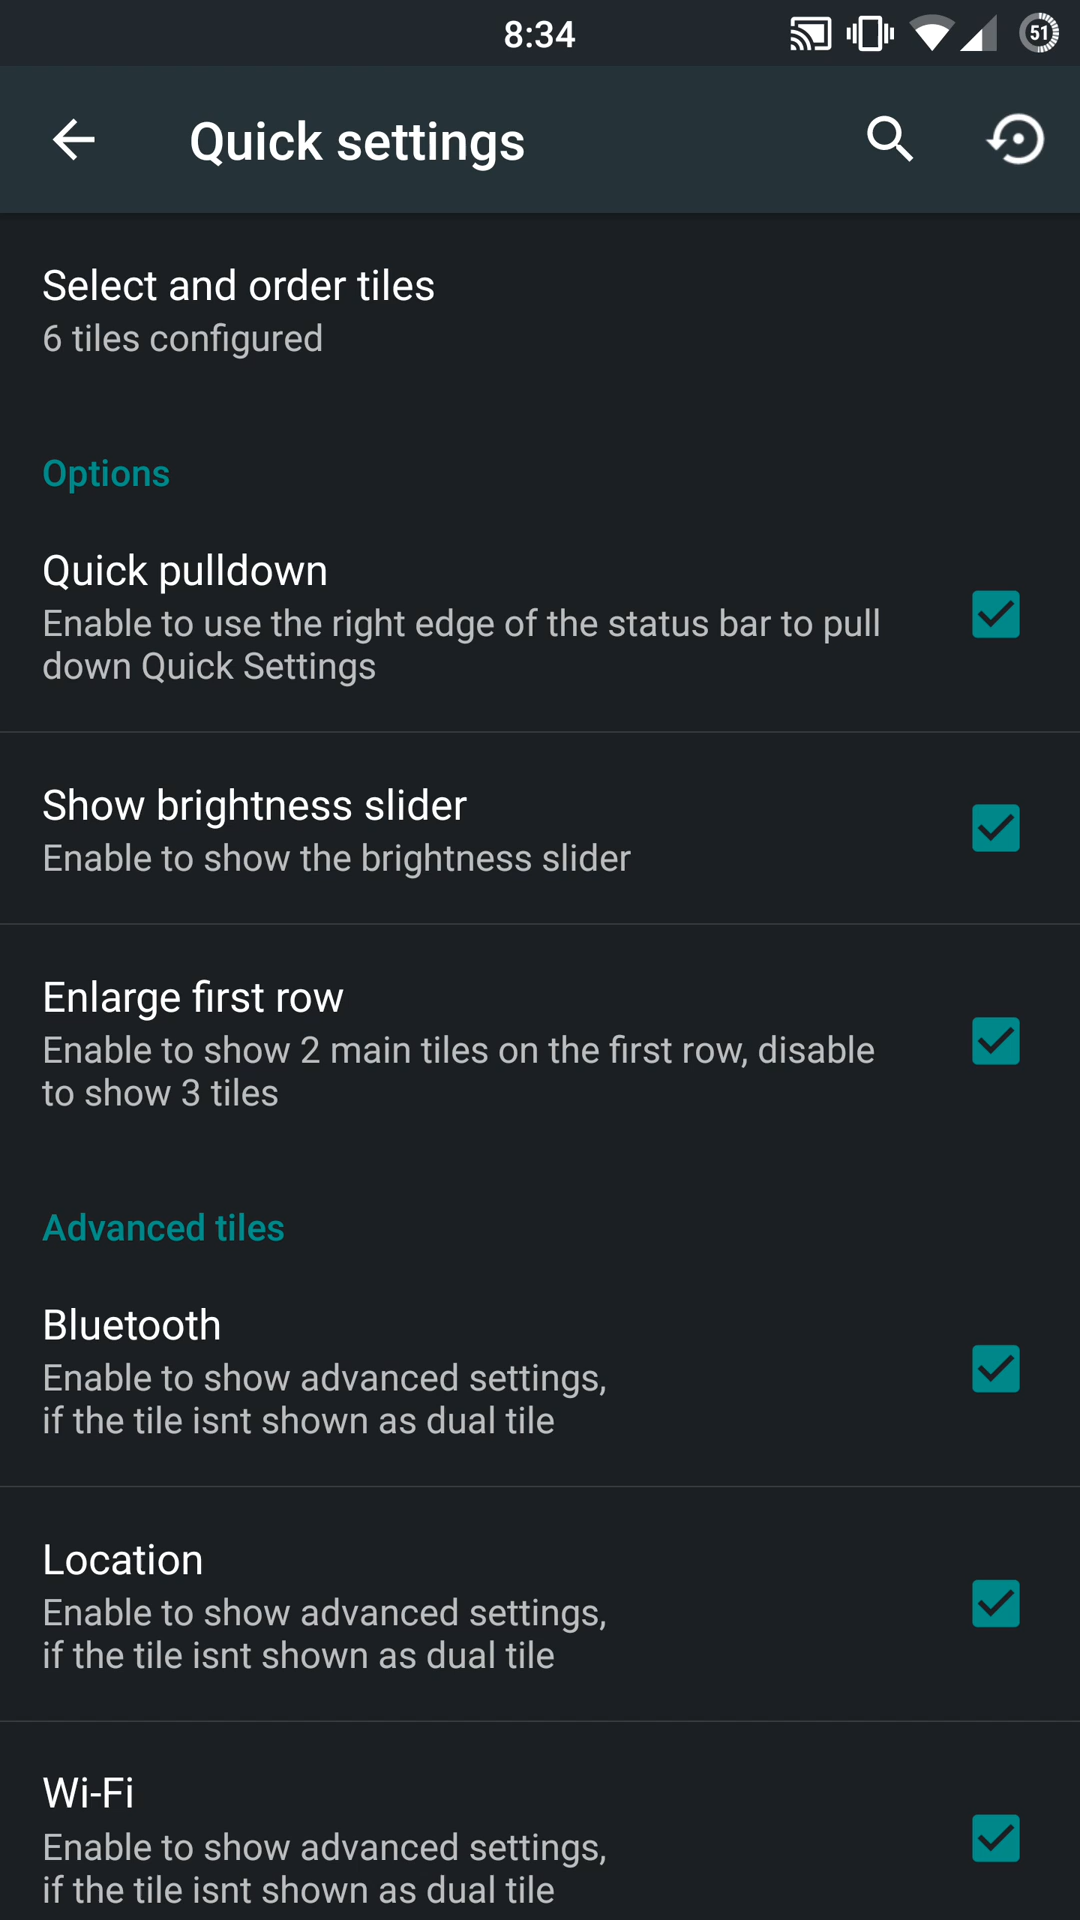 8:34
51
Quick settings
Select and order tiles
6 tiles configured
Options
Quick pulldown
Enable to use the right edge of the status bar to pull
down Quick Settings
Show brightness slider
Enable to show the brightness slider
Enlarge first row
Enable to show 2 main tiles on the first row, disable
to show 3 tiles
Advanced tiles
Bluetooth
Enable to show advanced settings,
if the tile isnt shown as dual tile
Location
Enable to show advanced settings,
if the tile isnt shown as dual tile
Wi-Fi
Enable to show advanced settings,
if the tile isnt shown as dual tile